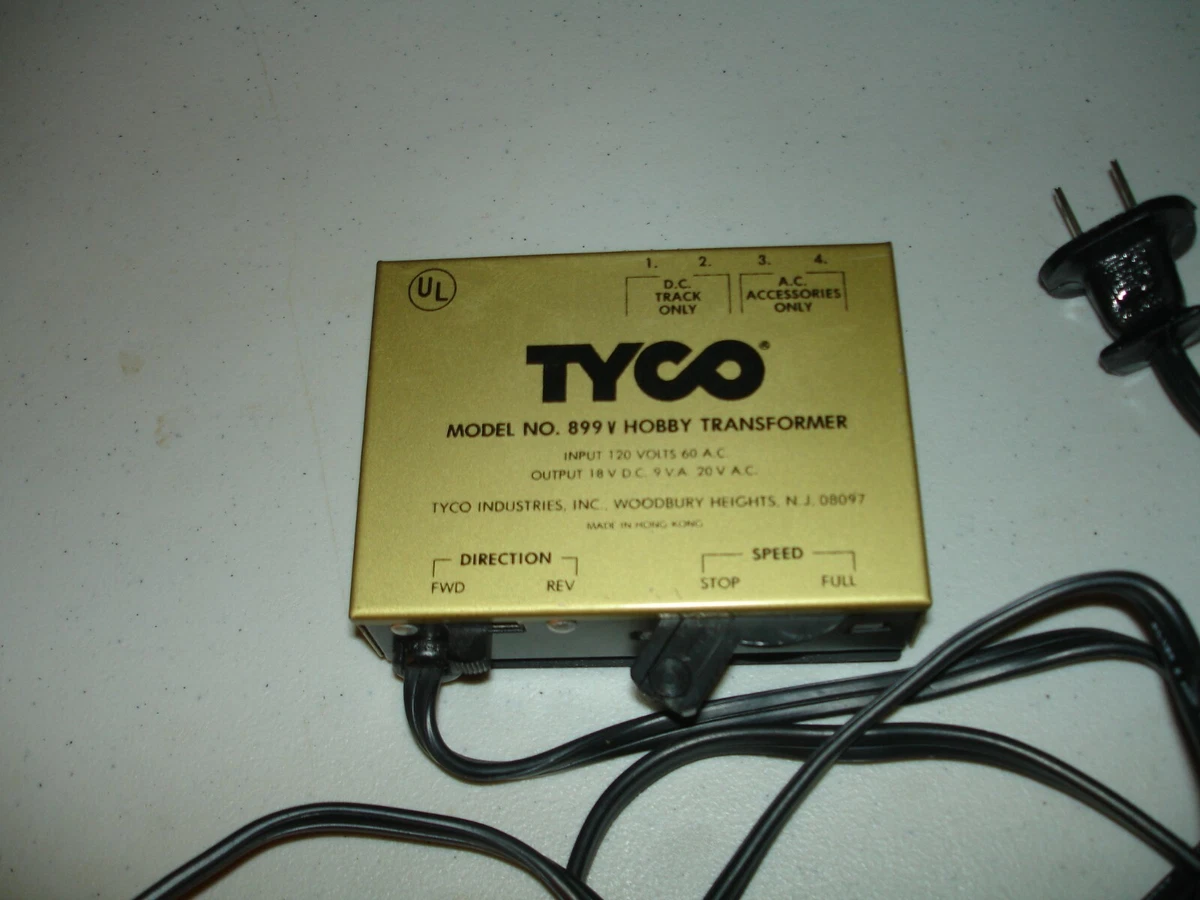 UL
1. 2. 3. 4.
D.C.
TRACK
ONLY
A.C.
ACCESSORIES
ONLY
TYCO®
MODEL NO. 899V HOBBY TRANSFORMER
INPUT 120 VOLTS 60 A.C.
OUTPUT 18 V D.C. 9 V.A. 20 V A.C.
TYCO INDUSTRIES, INC., WOODBURY HEIGHTS, N.J. 08097
MADE IN HONG KONG
DIRECTION
FWD REV
SPEED
STOP FULL